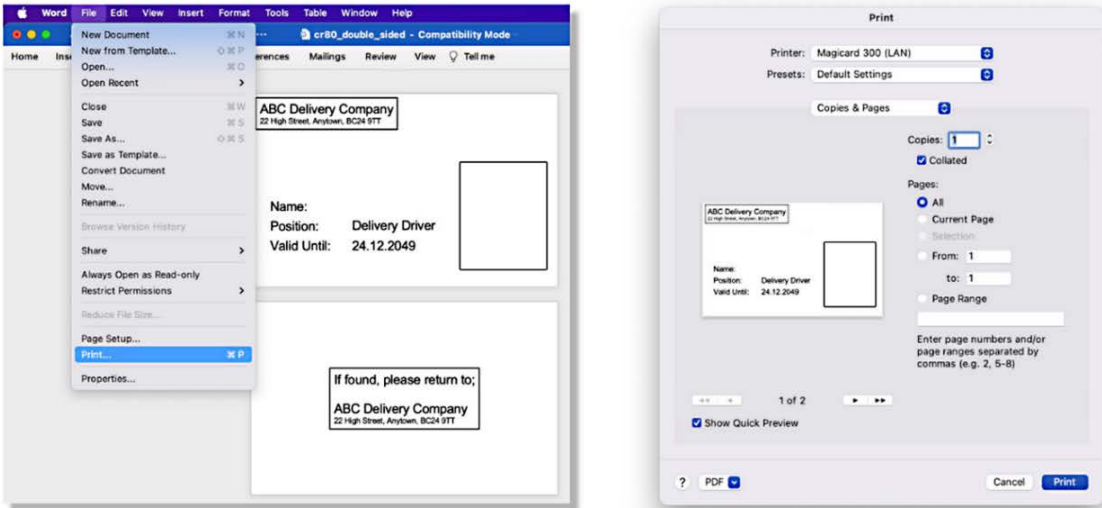 Word File Edit View Insert Format Tools Table Window Help
cr80_double_sided - Compatibility Mode
Home erences Mailings Review View Tell me
New Document ⌘ N
New from Template... ⇧ ⌘ P
Open... ⌘ O
Open Recent >
Close ⌘ W
Save ⌘ S
Save As... ⇧ ⌘ S
Save as Template...
Convert Document
Move...
Rename...
Browse Version History
Share >
Always Open as Read-only
Restrict Permissions >
Reduce File Size...
Page Setup...
Print... ⌘ P
Properties...
ABC Delivery Company
22 High Street, Anytown, BC24 9TT
Name:
Position: Delivery Driver
Valid Until: 24.12.2049
If found, please return to;
ABC Delivery Company
22 High Street, Anytown, BC24 9TT
Print
Printer: Magicard 300 (LAN)
Presets: Default Settings
Copies & Pages
Copies: 1
Collated
Pages:
All
Current Page
Selection
From: 1
to: 1
Page Range
Enter page numbers and/or
page ranges separated by
commas (e.g. 2, 5-8)
ABC Delivery Company
22 High Street, Anytown, BC24 9TT
Name:
Position: Delivery Driver
Valid Until: 24.12.2049
1 of 2
Show Quick Preview
? PDF Cancel Print